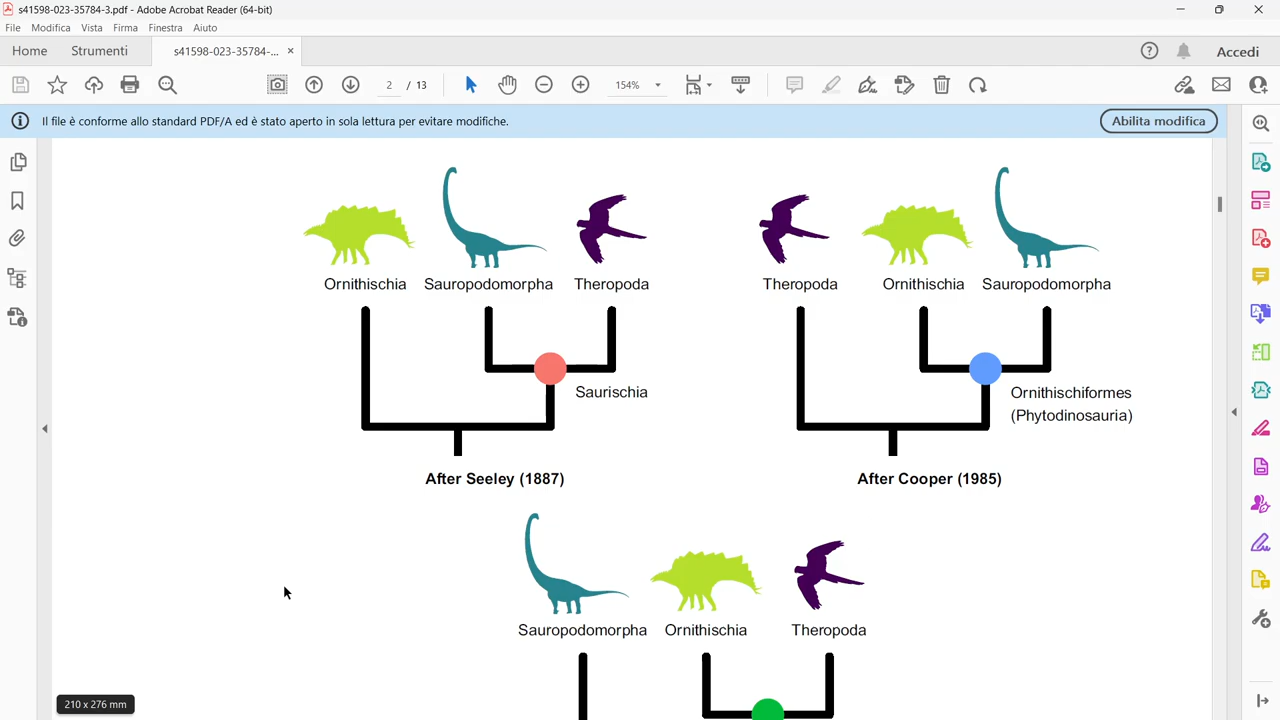 s41598-023-35784-3.pdf - Adobe Acrobat Reader (64-bit)
File Modifica Vista Firma Finestra Aiuto
Home Strumenti s41598-023-35784-... × Accedi
2 / 13 154%
Il file è conforme allo standard PDF/A ed è stato aperto in sola lettura per evitare modifiche. Abilita modifica
Ornithischia Sauropodomorpha Theropoda
Theropoda Ornithischia Sauropodomorpha
Saurischia
Ornithischiformes
(Phytodinosauria)
After Seeley (1887)
After Cooper (1985)
Sauropodomorpha Ornithischia Theropoda
210 x 276 mm